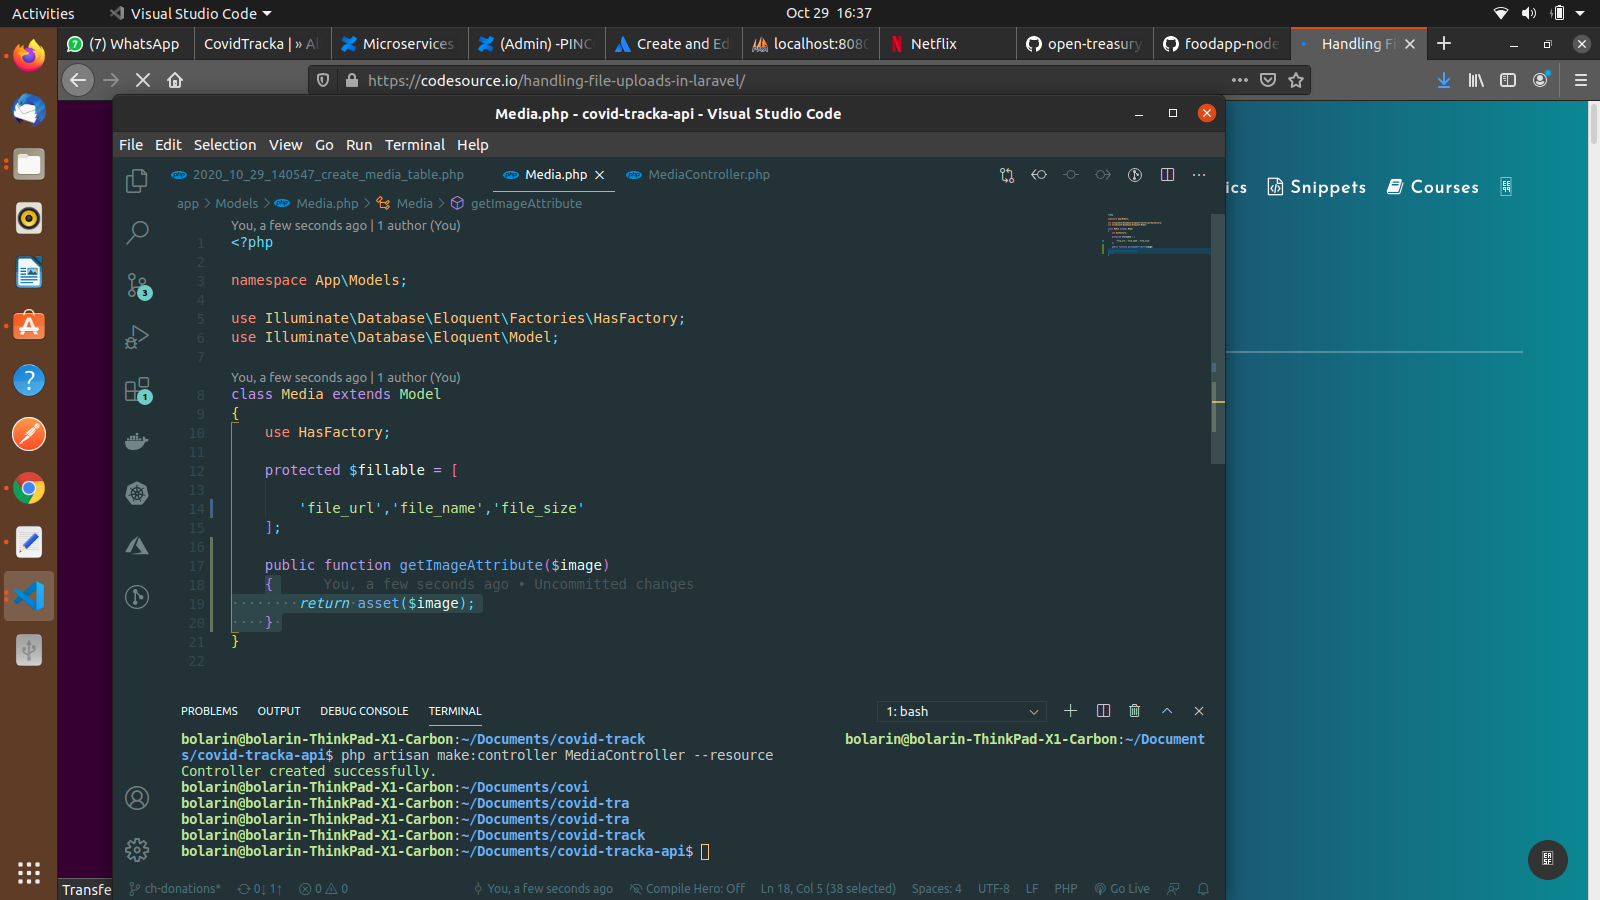 Activities
Visual Studio Code
Oct 29 16:37
(7) WhatsApp
CovidTracka | » Al
Microservices
(Admin) -PINC
Create and Edi
localhost:8080
Netflix
open-treasury
foodapp-node
Handling Fi
https://codesource.io/handling-file-uploads-in-laravel/
Media.php - covid-tracka-api - Visual Studio Code
File Edit Selection View Go Run Terminal Help
2020_10_29_140547_create_media_table.php
Media.php
MediaController.php
ics
Snippets
Courses
app > Models > Media.php > Media > getImageAttribute
You, a few seconds ago | 1 author (You)
1 <?php
2
3 namespace App\Models;
4
5 use Illuminate\Database\Eloquent\Factories\HasFactory;
6 use Illuminate\Database\Eloquent\Model;
7
You, a few seconds ago | 1 author (You)
8 class Media extends Model
9 {
10 use HasFactory;
11
12 protected $fillable = [
13
14 'file_url','file_name','file_size'
15 ];
16
17 public function getImageAttribute($image)
18 { You, a few seconds ago • Uncommitted changes
19 return asset($image);
20 }
21 }
22
3
1
PROBLEMS OUTPUT DEBUG CONSOLE TERMINAL
1: bash
bolarin@bolarin-ThinkPad-X1-Carbon:~/Documents/covid-track
s/covid-tracka-api$ php artisan make:controller MediaController --resource
Controller created successfully.
bolarin@bolarin-ThinkPad-X1-Carbon:~/Documents/covi
bolarin@bolarin-ThinkPad-X1-Carbon:~/Documents/covid-tra
bolarin@bolarin-ThinkPad-X1-Carbon:~/Documents/covid-tra
bolarin@bolarin-ThinkPad-X1-Carbon:~/Documents/covid-track
bolarin@bolarin-ThinkPad-X1-Carbon:~/Documents/covid-tracka-api$
bolarin@bolarin-ThinkPad-X1-Carbon:~/Document
Transfe
ch-donations* 0↓ 1↑ 0 0
You, a few seconds ago
Compile Hero: Off
Ln 18, Col 5 (38 selected)
Spaces: 4
UTF-8
LF
PHP
Go Live